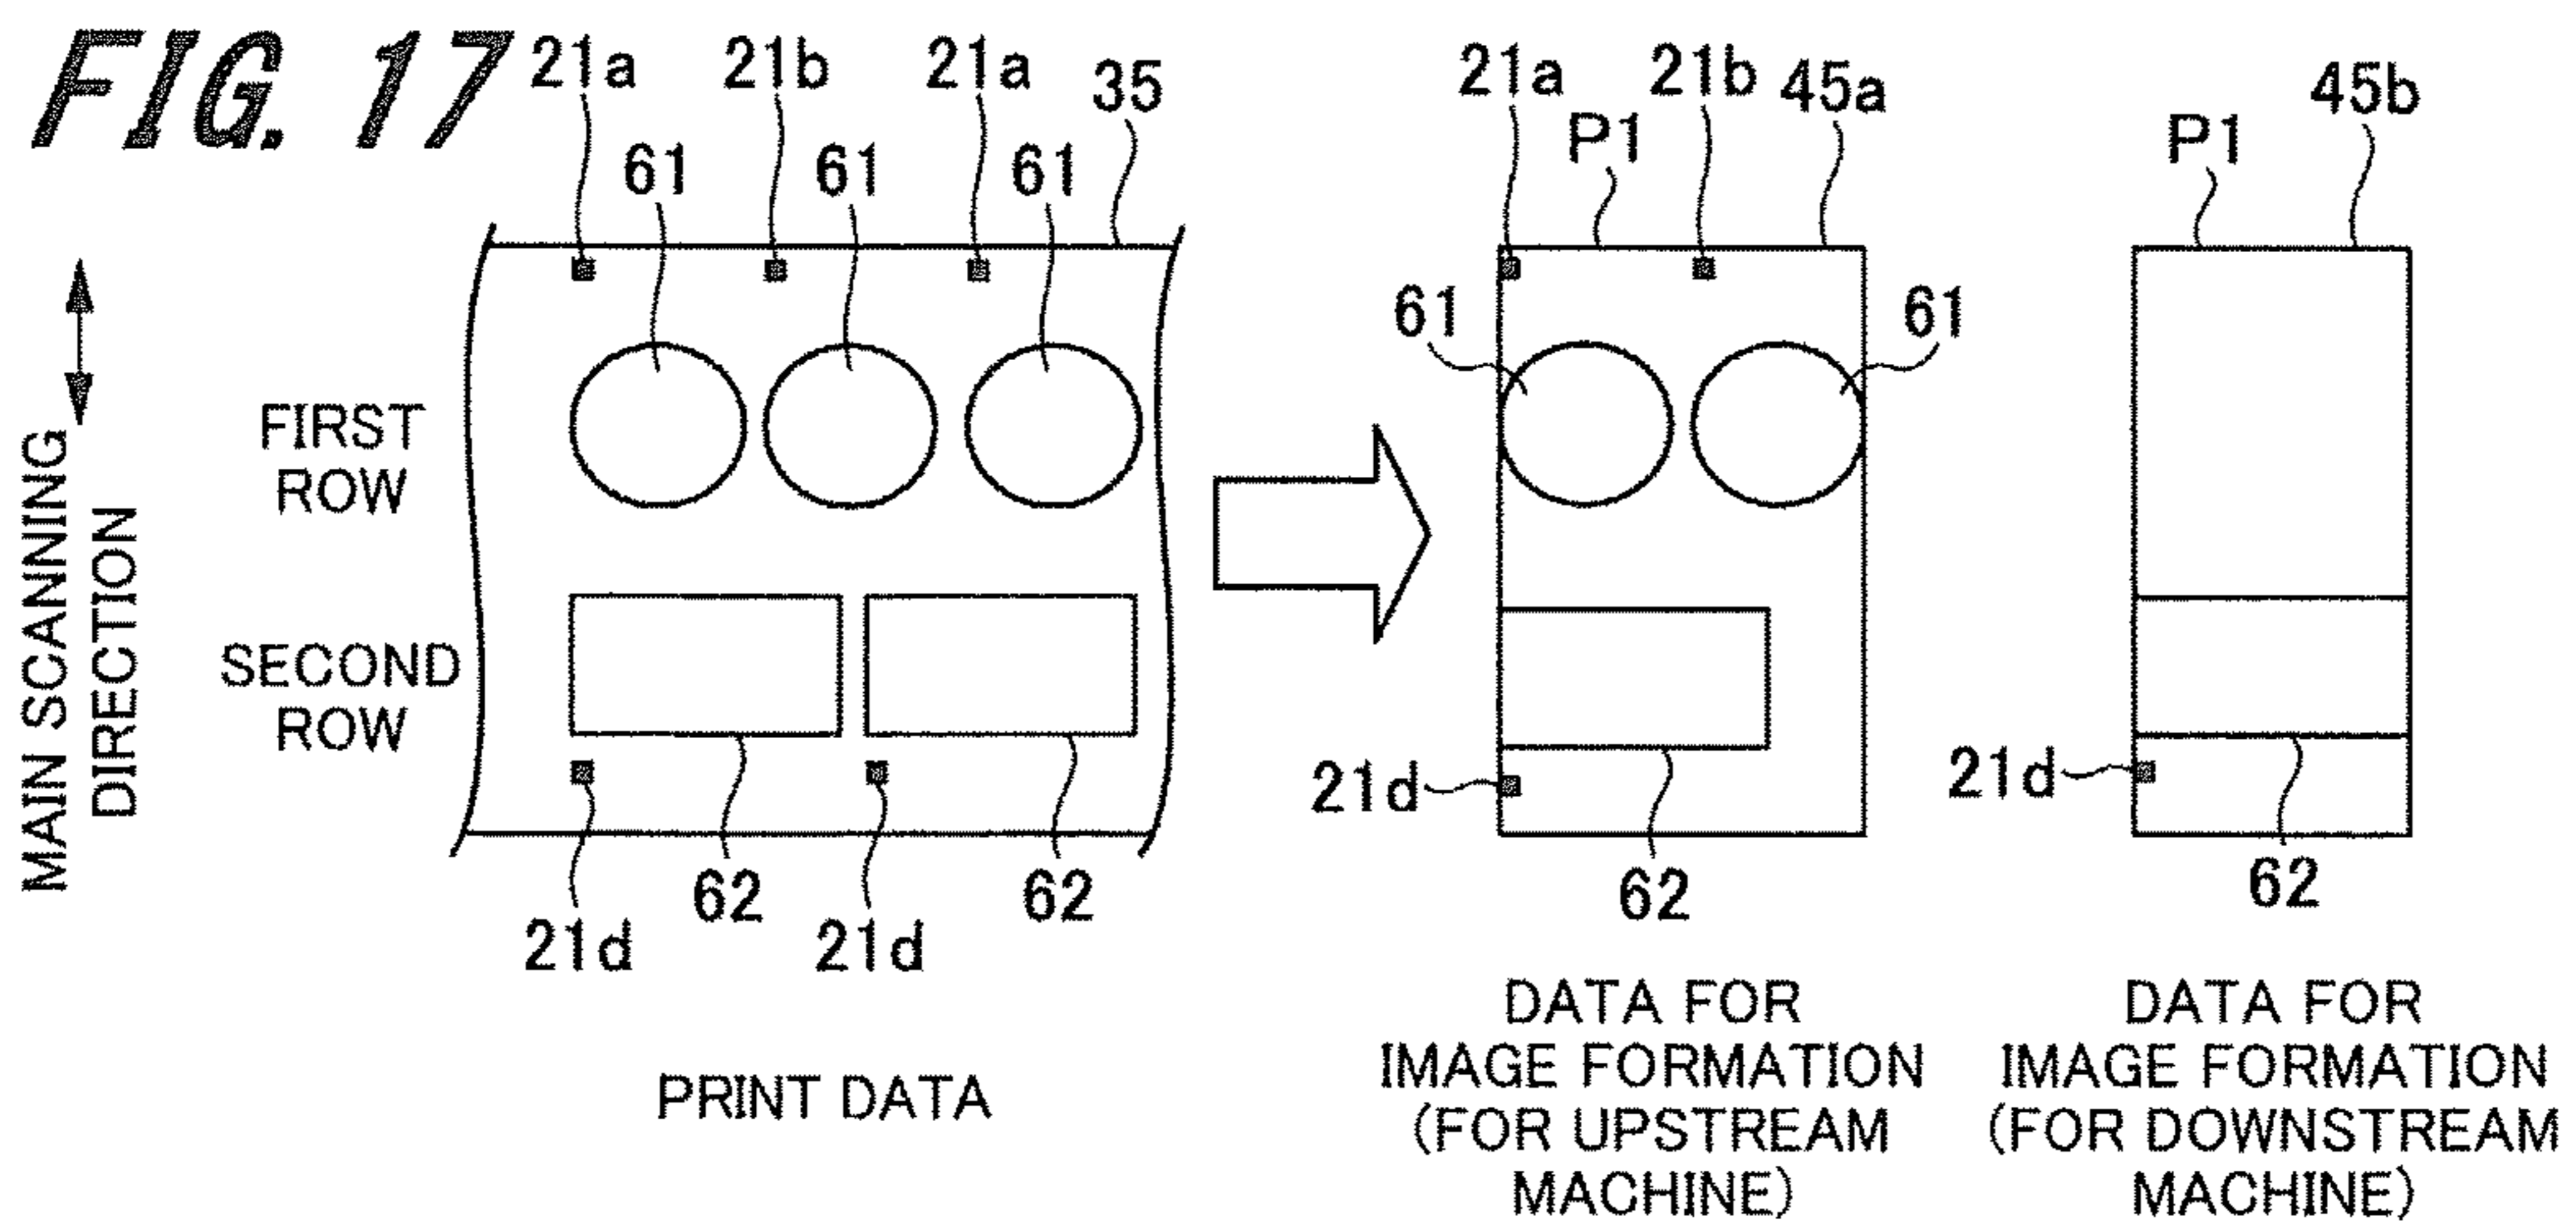 FIG. 17
21a 21b 21a 35
61 61 61
MAIN SCANNING
DIRECTION
FIRST
ROW
SECOND
ROW
62 62
21d 21d
PRINT DATA
21a 21b 45a
P1
61 61
21d
62
DATA FOR
IMAGE FORMATION
(FOR UPSTREAM
MACHINE)
45b
P1
21d
62
DATA FOR
IMAGE FORMATION
(FOR DOWNSTREAM
MACHINE)